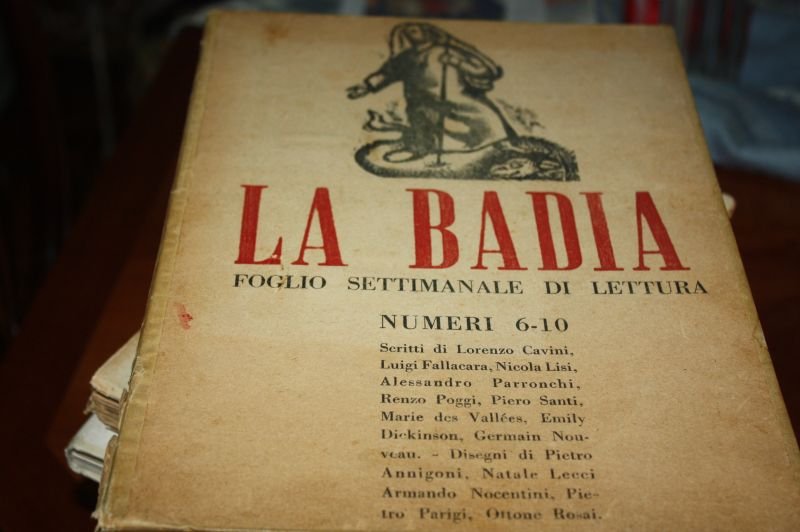 LA BADIA
FOGLIO SETTIMANALE DI LETTURA
NUMERI 6-10
Scritti di Lorenzo Cavini,
Luigi Fallacara, Nicola Lisi,
Alessandro Parronchi,
Renzo Poggi, Piero Santi,
Marie des Vallées, Emily
Dickinson, Germain Nou-
veau. - Disegni di Pietro
Annigoni, Natale Lecci
Armando Nocentini, Pie-
tro Parigi, Ottone Rosai.